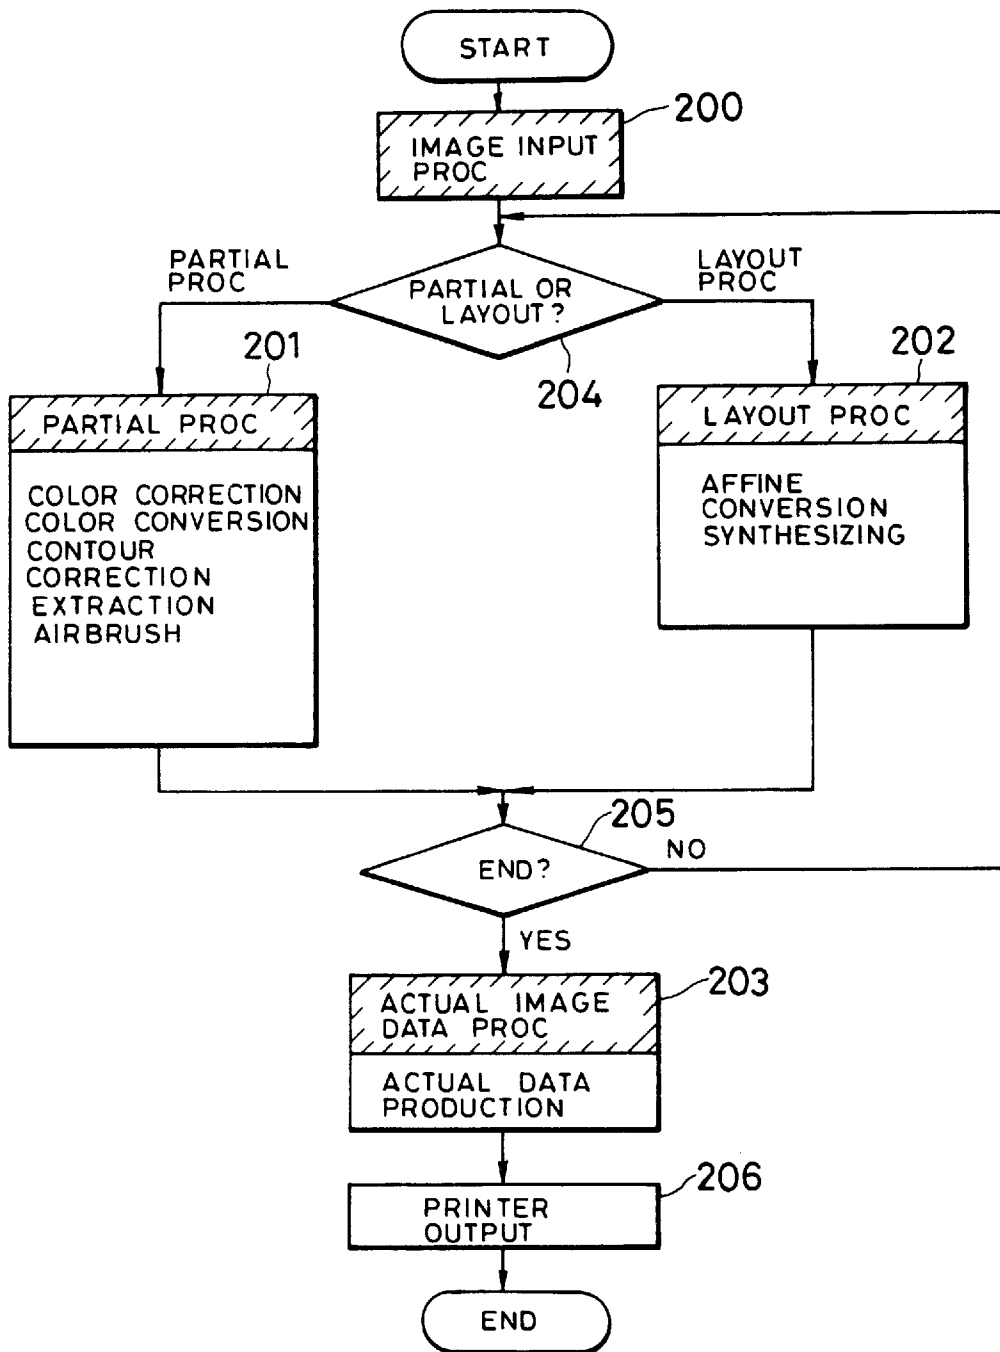 START
200
IMAGE INPUT
PROC
PARTIAL
PROC
PARTIAL OR
LAYOUT?
LAYOUT
PROC
204
201
PARTIAL PROC
COLOR CORRECTION
COLOR CONVERSION
CONTOUR
CORRECTION
EXTRACTION
AIRBRUSH
202
LAYOUT PROC
AFFINE
CONVERSION
SYNTHESIZING
205
END?
NO
YES
203
ACTUAL IMAGE
DATA PROC
ACTUAL DATA
PRODUCTION
206
PRINTER
OUTPUT
END